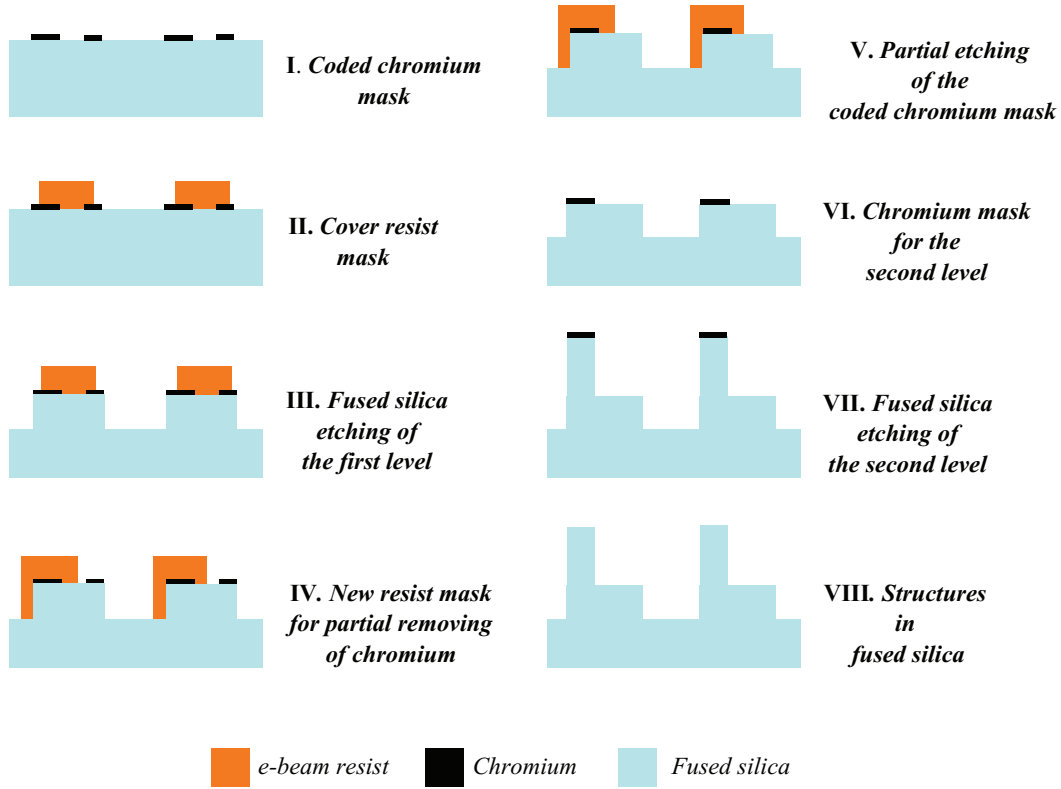 I. Coded chromium
mask
II. Cover resist
mask
III. Fused silica
etching of
the first level
IV. New resist mask
for partial removing
of chromium
V. Partial etching
of the
coded chromium mask
VI. Chromium mask
for the
second level
VII. Fused silica
etching of
the second level
VIII. Structures
in
fused silica
e-beam resist
Chromium
Fused silica